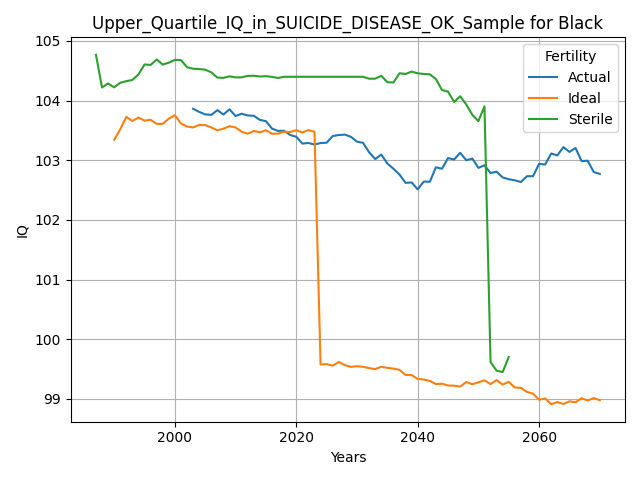 Upper_Quartile_IQ_in_SUICIDE_DISEASE_OK_Sample for Black
105
104
103
102
101
100
99
IQ
Fertility
Actual
Ideal
Sterile
2000 2020 2040 2060
Years